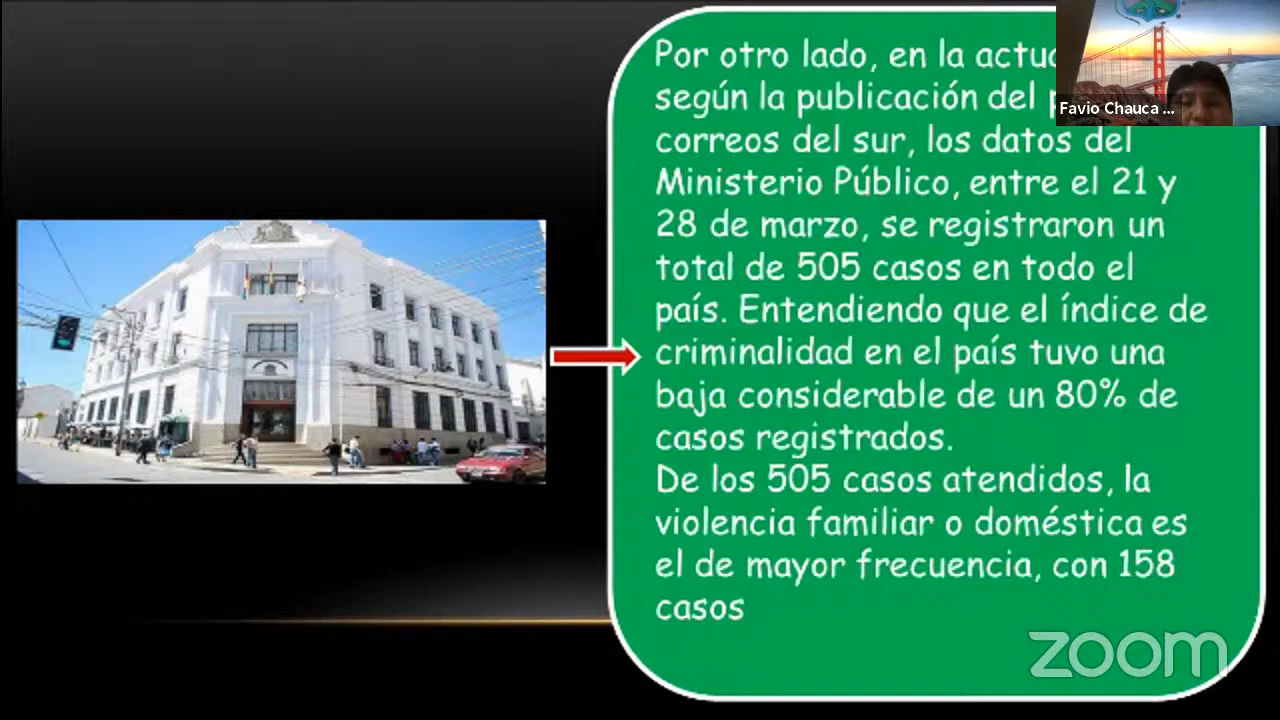 Por otro lado, en la
según la publicación del
correos del sur, los datos del
Ministerio Público, entre el 21 y
28 de marzo, se registraron un
total de 505 casos en todo el
país. Entendiendo que el índice de
criminalidad en el país tuvo una
baja considerable de un 80% de
casos registrados.
De los 505 casos atendidos, la
violencia familiar o doméstica es
el de mayor frecuencia, con 158
casos
Favio Chauca ...
zoom